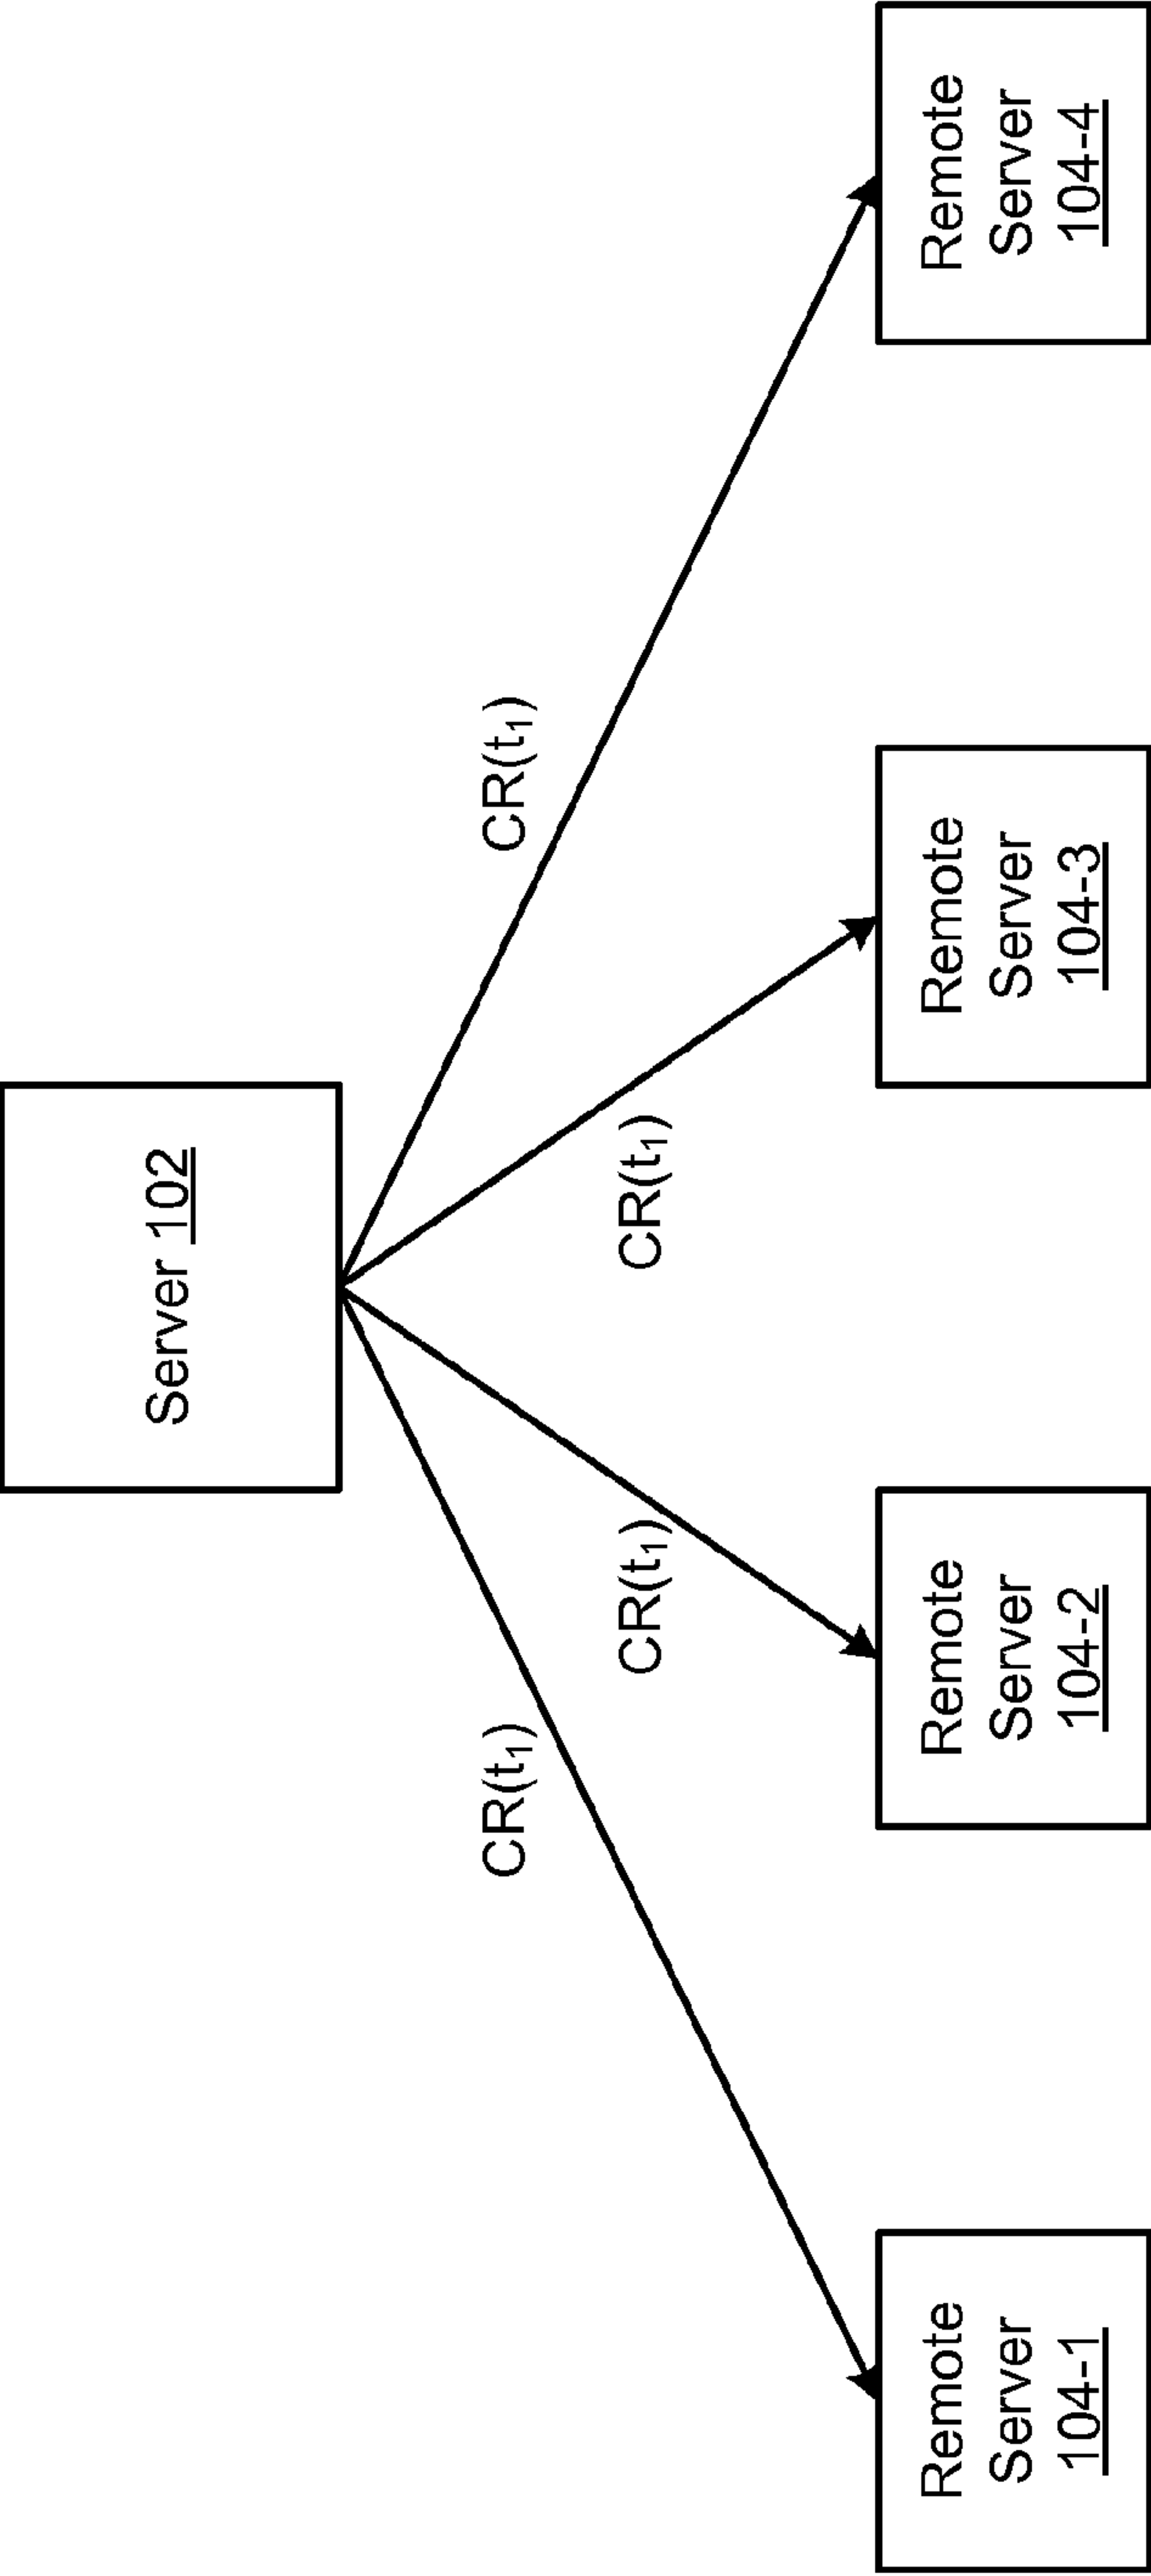 Server 102
CR(t₁)
CR(t₁)
CR(t₁)
CR(t₁)
Remote
Server
104-1
Remote
Server
104-2
Remote
Server
104-3
Remote
Server
104-4